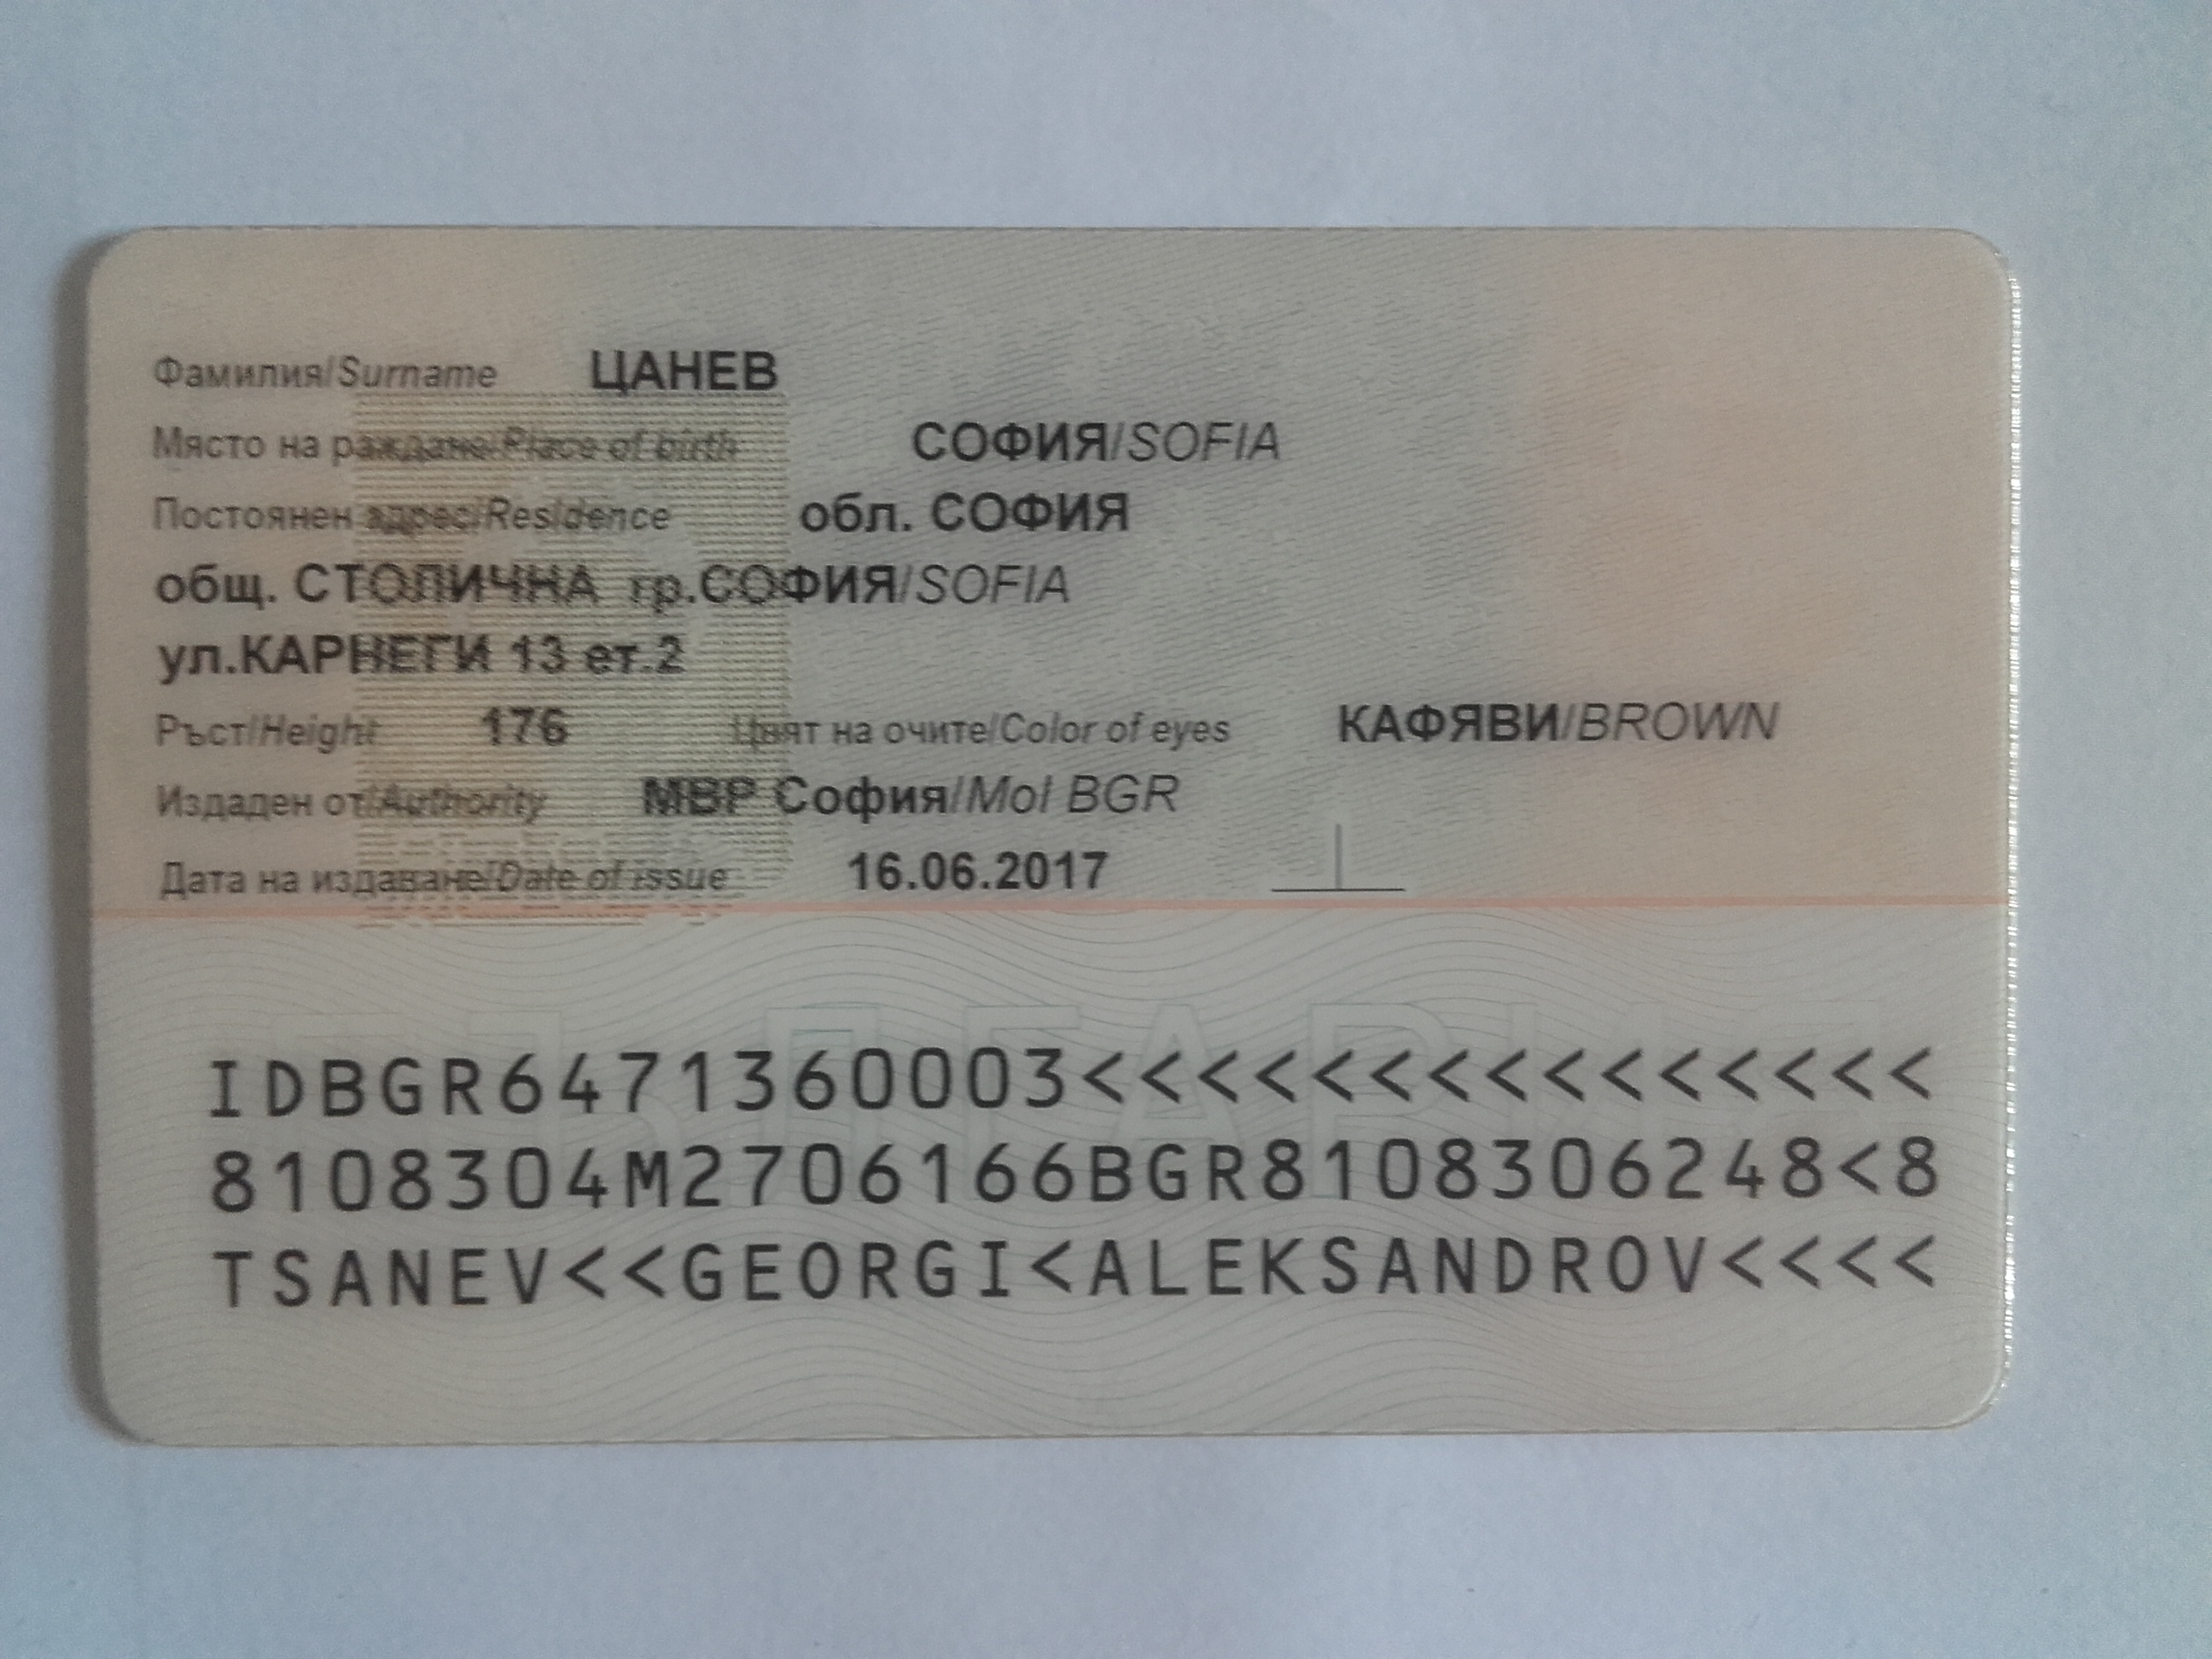 Фамилия/Surname ЦАНЕВ
Място на раждане/Place of birth СОФИЯ/SOFIA
Постоянен адрес/Residence обл. СОФИЯ
общ. СТОЛИЧНА гр.СОФИЯ/SOFIA
ул.КАРНЕГИ 13 ет.2
Ръст/Height 176 Цвят на очите/Color of eyes КАФЯВИ/BROWN
Издаден от/Authority МВР София/MoI BGR
Дата на издаване/Date of issue 16.06.2017
IDBGR6471360003<<<<<<<<<<<<<<<
8108304M2706166BGR8108306248<8
TSANEV<<GEORGI<ALEKSANDROV<<<<